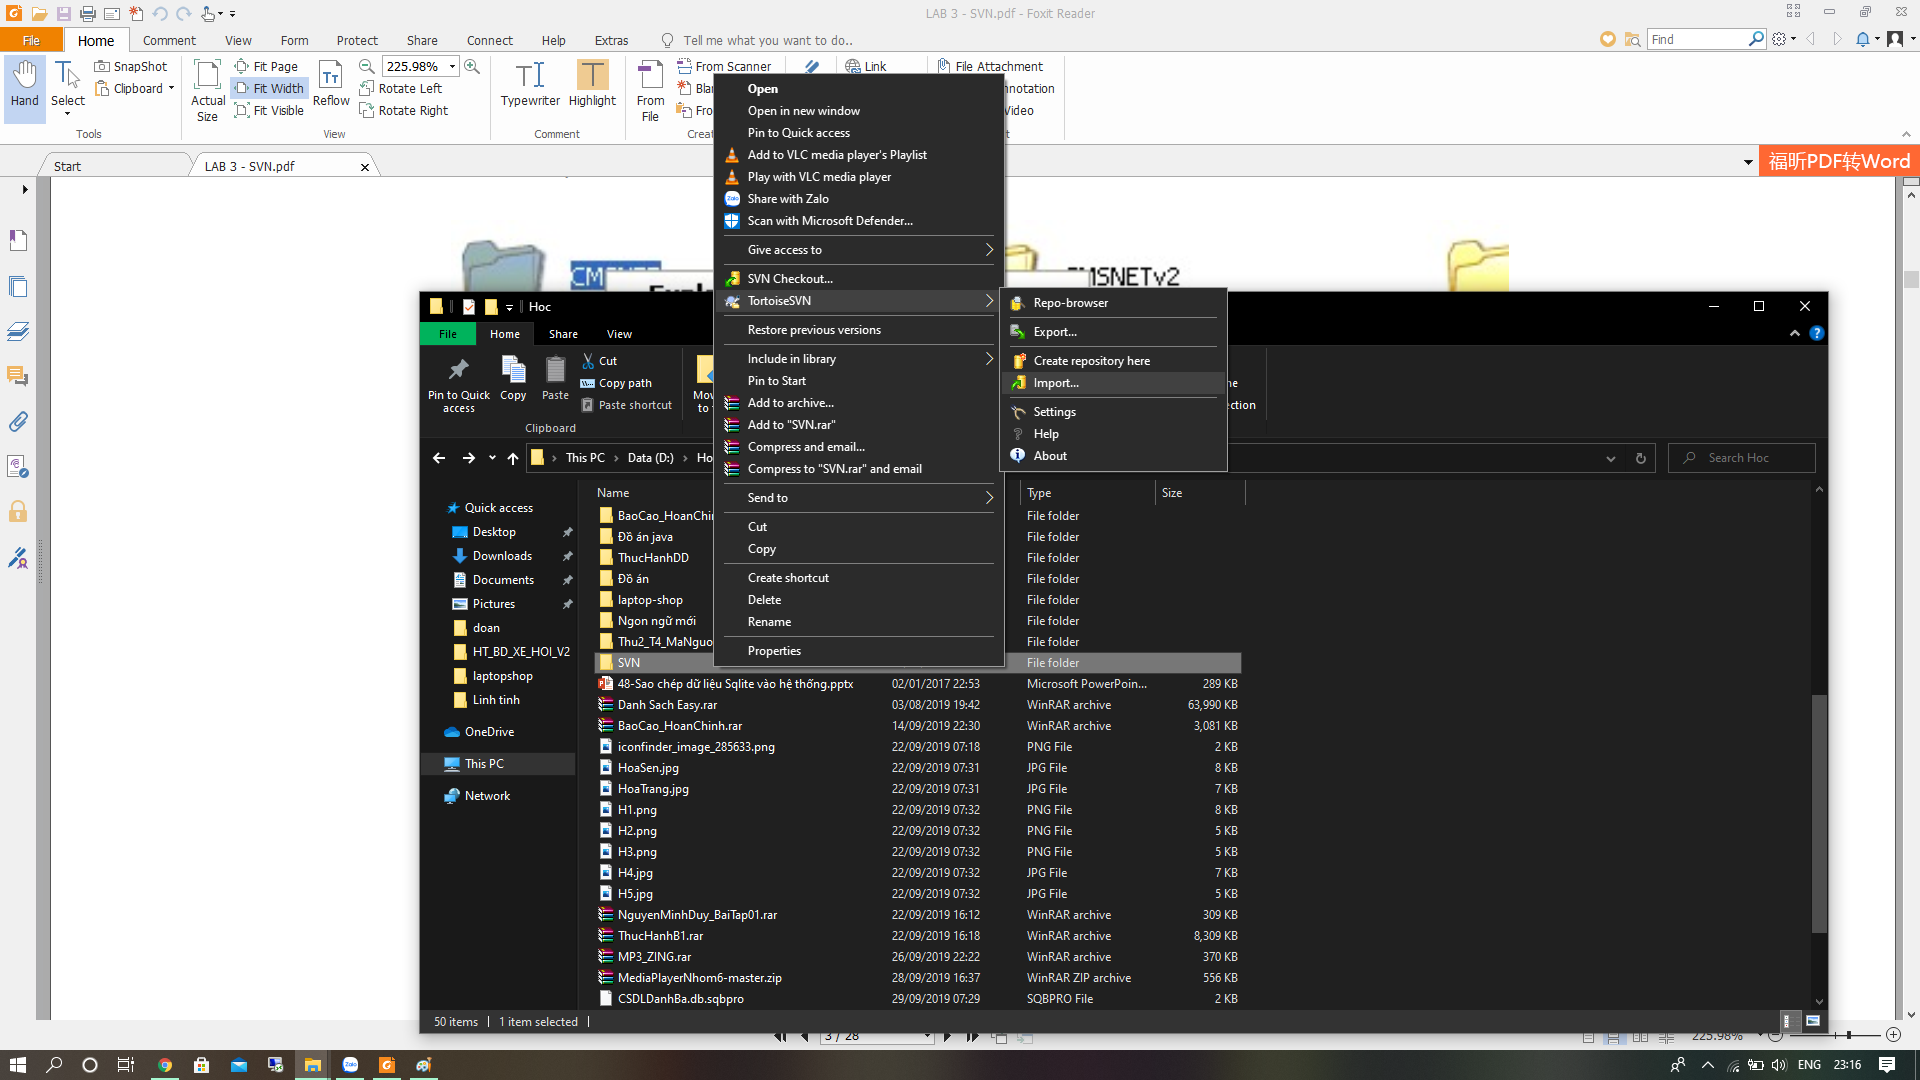 LAB 3 - SVN.pdf - Foxit Reader
File
Home
Comment
View
Form
Protect
Share
Connect
Help
Extras
Tell me what you want to do..
Find
Hand
Select
SnapShot
Clipboard
Tools
Actual
Size
Fit Page
Fit Width
Fit Visible
Reflow
225.98%
Rotate Left
Rotate Right
View
Typewriter
Highlight
Comment
From
File
From Scanner
Link
File Attachment
Start
LAB 3 - SVN.pdf
福昕PDF转Word
Open
Open in new window
Pin to Quick access
Add to VLC media player's Playlist
Play with VLC media player
Share with Zalo
Scan with Microsoft Defender...
Give access to
SVN Checkout...
TortoiseSVN
Restore previous versions
Include in library
Pin to Start
Add to archive...
Add to "SVN.rar"
Compress and email...
Compress to "SVN.rar" and email
Send to
Cut
Copy
Create shortcut
Delete
Rename
Properties
Repo-browser
Export...
Create repository here
Import...
Settings
Help
About
Hoc
File
Home
Share
View
Pin to Quick
access
Copy
Paste
Cut
Copy path
Paste shortcut
Clipboard
This PC
Data (D:)
Search Hoc
Quick access
Desktop
Downloads
Documents
Pictures
doan
HT_BD_XE_HOI_V2
laptopshop
Linh tinh
OneDrive
This PC
Network
Name Type Size
BaoCao_HoanChin File folder
Đồ án java File folder
ThucHanhDD File folder
Đồ án File folder
laptop-shop File folder
Ngon ngữ mới File folder
Thu2_T4_MaNguo File folder
SVN File folder
48-Sao chép dữ liệu Sqlite vào hệ thống.pptx 02/01/2017 22:53 Microsoft PowerPoin... 289 KB
Danh Sach Easy.rar 03/08/2019 19:42 WinRAR archive 63,990 KB
BaoCao_HoanChinh.rar 14/09/2019 22:30 WinRAR archive 3,081 KB
iconfinder_image_285633.png 22/09/2019 07:18 PNG File 2 KB
HoaSen.jpg 22/09/2019 07:31 JPG File 8 KB
HoaTrang.jpg 22/09/2019 07:31 JPG File 7 KB
H1.png 22/09/2019 07:32 PNG File 8 KB
H2.png 22/09/2019 07:32 PNG File 5 KB
H3.png 22/09/2019 07:32 PNG File 5 KB
H4.jpg 22/09/2019 07:32 JPG File 7 KB
H5.jpg 22/09/2019 07:32 JPG File 5 KB
NguyenMinhDuy_BaiTap01.rar 22/09/2019 16:12 WinRAR archive 309 KB
ThucHanhB1.rar 22/09/2019 16:18 WinRAR archive 8,309 KB
MP3_ZING.rar 26/09/2019 22:22 WinRAR archive 370 KB
MediaPlayerNhom6-master.zip 28/09/2019 16:37 WinRAR ZIP archive 556 KB
CSDLDanhBa.db.sqbpro 29/09/2019 07:29 SQBPRO File 2 KB
50 items
1 item selected
3 / 28
225.98%
ENG
23:16